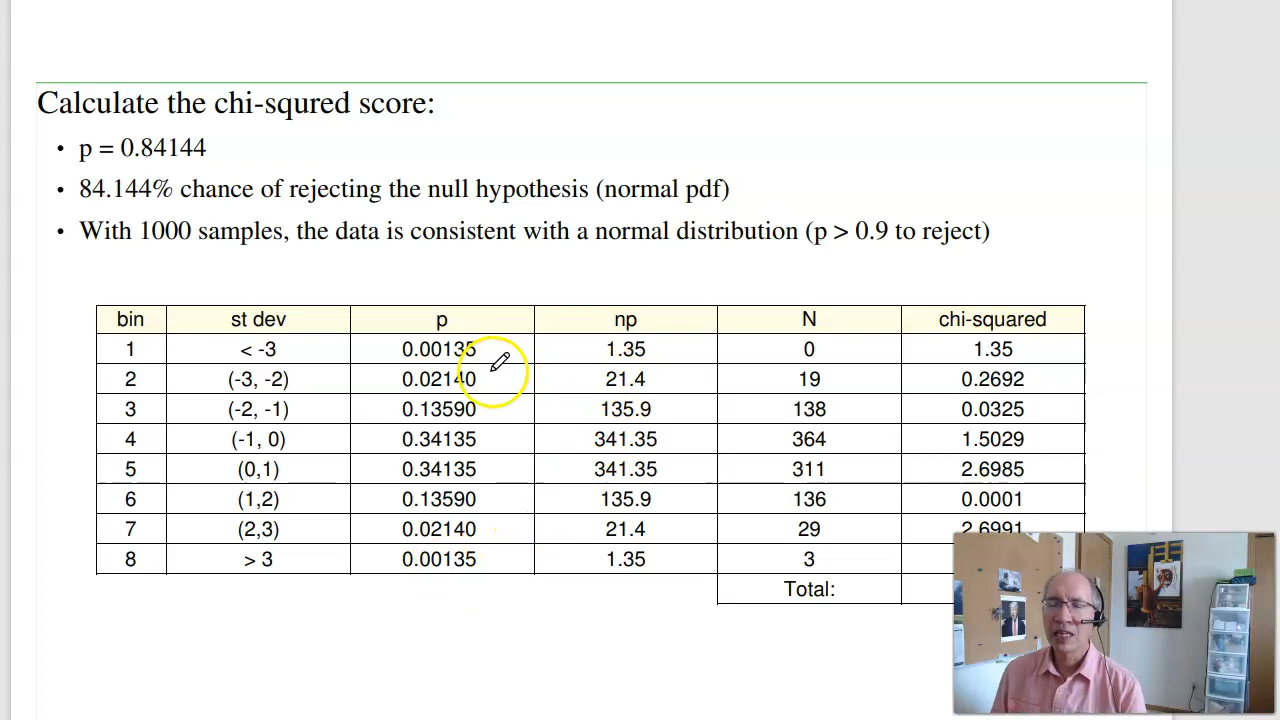 Calculate the chi-squred score:
• p = 0.84144
• 84.144% chance of rejecting the null hypothesis (normal pdf)
• With 1000 samples, the data is consistent with a normal distribution (p > 0.9 to reject)
bin st dev p np N chi-squared
1 < -3 0.00135 1.35 0 1.35
2 (-3, -2) 0.02140 21.4 19 0.2692
3 (-2, -1) 0.13590 135.9 138 0.0325
4 (-1, 0) 0.34135 341.35 364 1.5029
5 (0,1) 0.34135 341.35 311 2.6985
6 (1,2) 0.13590 135.9 136 0.0001
7 (2,3) 0.02140 21.4 29 2.6991
8 > 3 0.00135 1.35 3
Total: